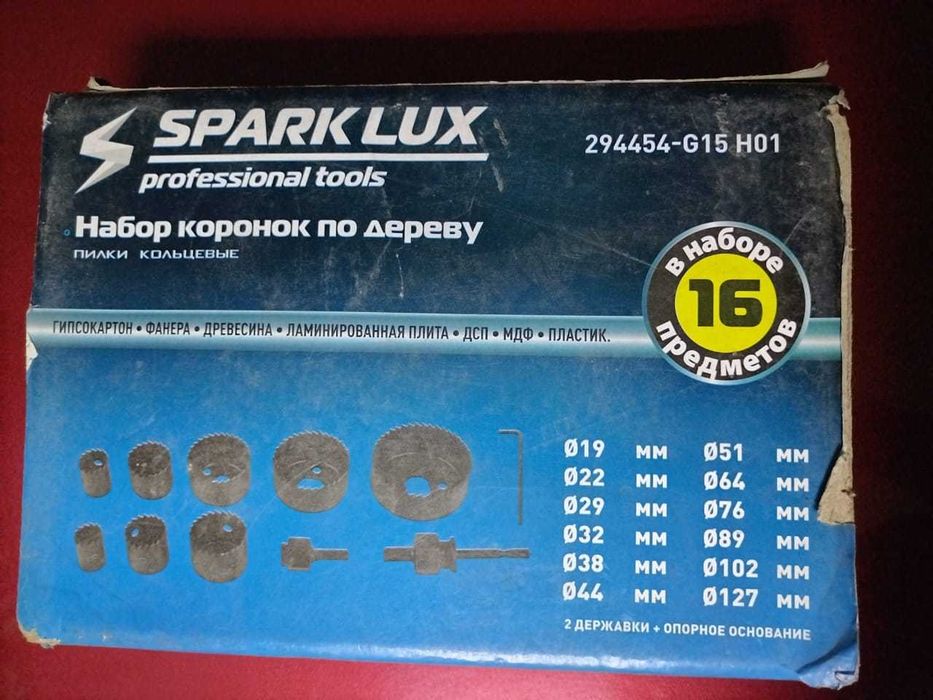 SPARK LUX
professional tools
294454-G15 H01
Набор коронок по дереву
ПИЛКИ КОЛЬЦЕВЫЕ
в наборе
16
предметов
ГИПСОКАРТОН • ФАНЕРА • ДРЕВЕСИНА • ЛАМИНИРОВАННАЯ ПЛИТА • ДСП • МДФ • ПЛАСТИК.
Ø19 мм Ø51 мм
Ø22 мм Ø64 мм
Ø29 мм Ø76 мм
Ø32 мм Ø89 мм
Ø38 мм Ø102 мм
Ø44 мм Ø127 мм
2 ДЕРЖАВКИ + ОПОРНОЕ ОСНОВАНИЕ